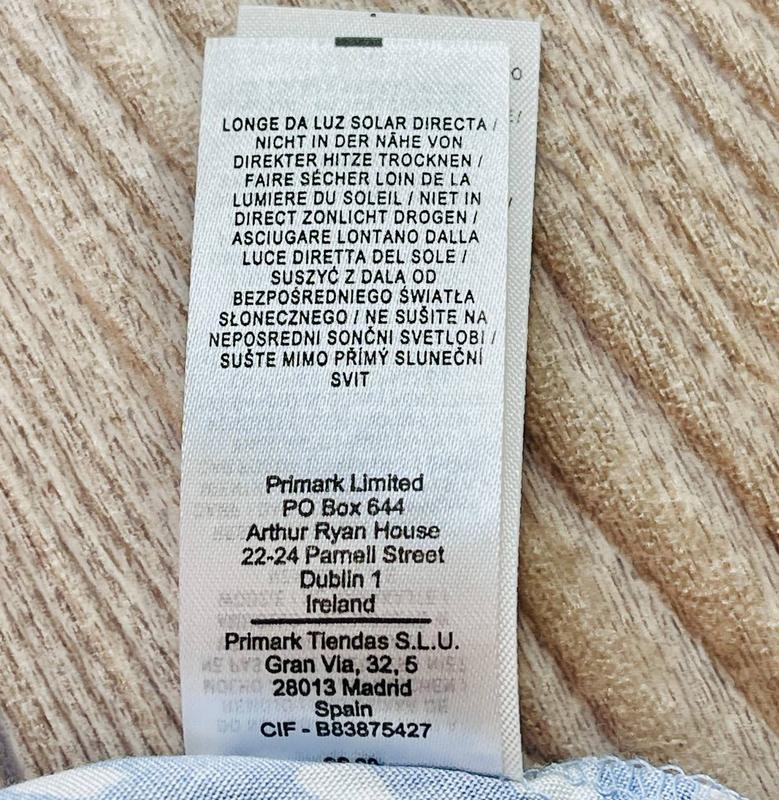 LONGE DA LUZ SOLAR DIRECTA /
NICHT IN DER NÄHE VON
DIREKTER HITZE TROCKNEN /
FAIRE SÉCHER LOIN DE LA
LUMIERE DU SOLEIL / NIET IN
DIRECT ZONLICHT DROGEN /
ASCIUGARE LONTANO DALLA
LUCE DIRETTA DEL SOLE /
SUSZYĆ Z DALA OD
BEZPOŚREDNIEGO ŚWIATŁA
SŁONECZNEGO / NE SUŠITE NA
NEPOSREDNI SONČNI SVETLOBI /
SUŠTE MIMO PŘÍMÝ SLUNEČNÍ
SVIT
Primark Limited
PO Box 644
Arthur Ryan House
22-24 Parnell Street
Dublin 1
Ireland
Primark Tiendas S.L.U.
Gran Via, 32, 5
28013 Madrid
Spain
CIF - B83875427